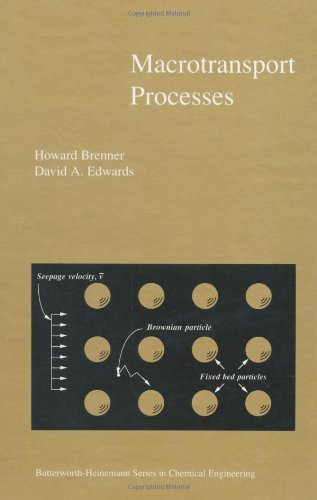 Macrotransport
Processes
Howard Brenner
David A. Edwards
Seepage velocity, v̅
Brownian particle
Fixed bed particles
Butterworth-Heinemann Series in Chemical Engineering